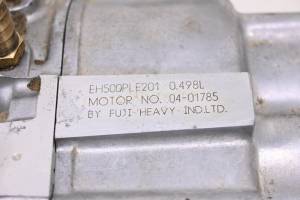 EH500PLE201 0.498L
MOTOR NO. 04-01785
BY FUJI HEAVY IND.LTD.